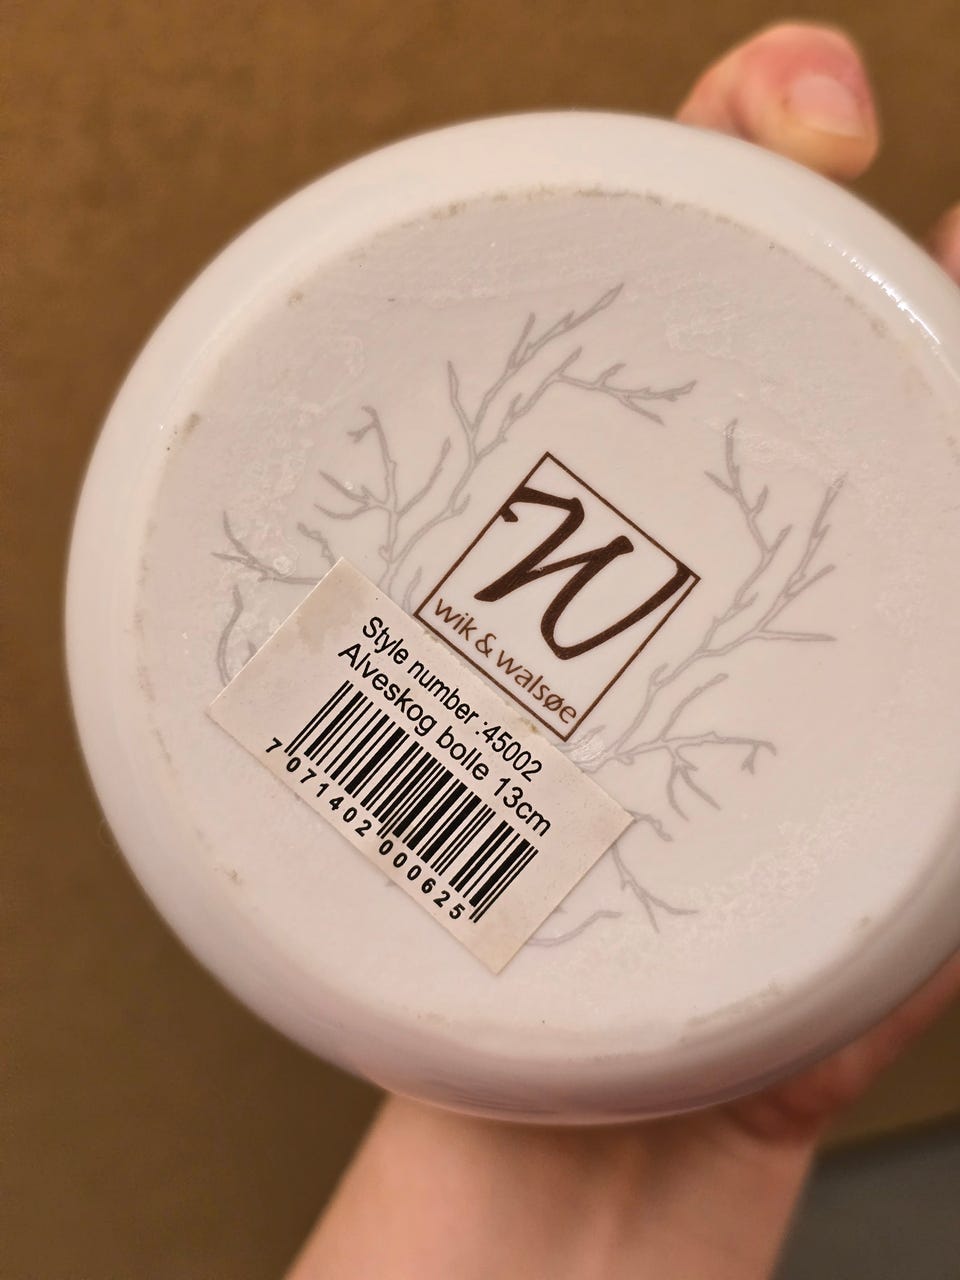 W
wik & walsøe
Style number :45002
Alveskog bolle 13cm
7 071402 000625